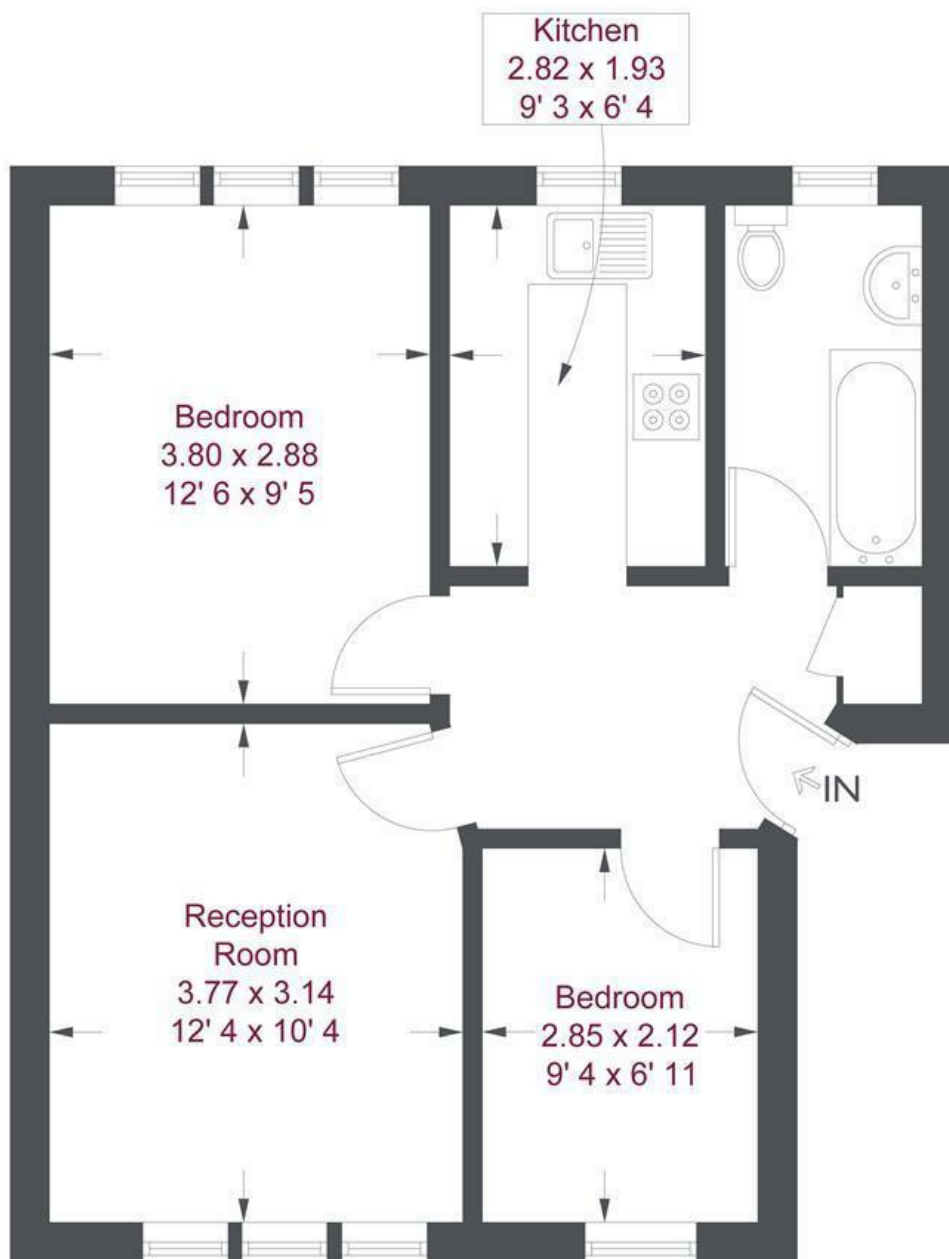 Kitchen
2.82 x 1.93
9' 3 x 6' 4
Bedroom
3.80 x 2.88
12' 6 x 9' 5
IN
Reception
Room
3.77 x 3.14
12' 4 x 10' 4
Bedroom
2.85 x 2.12
9' 4 x 6' 11